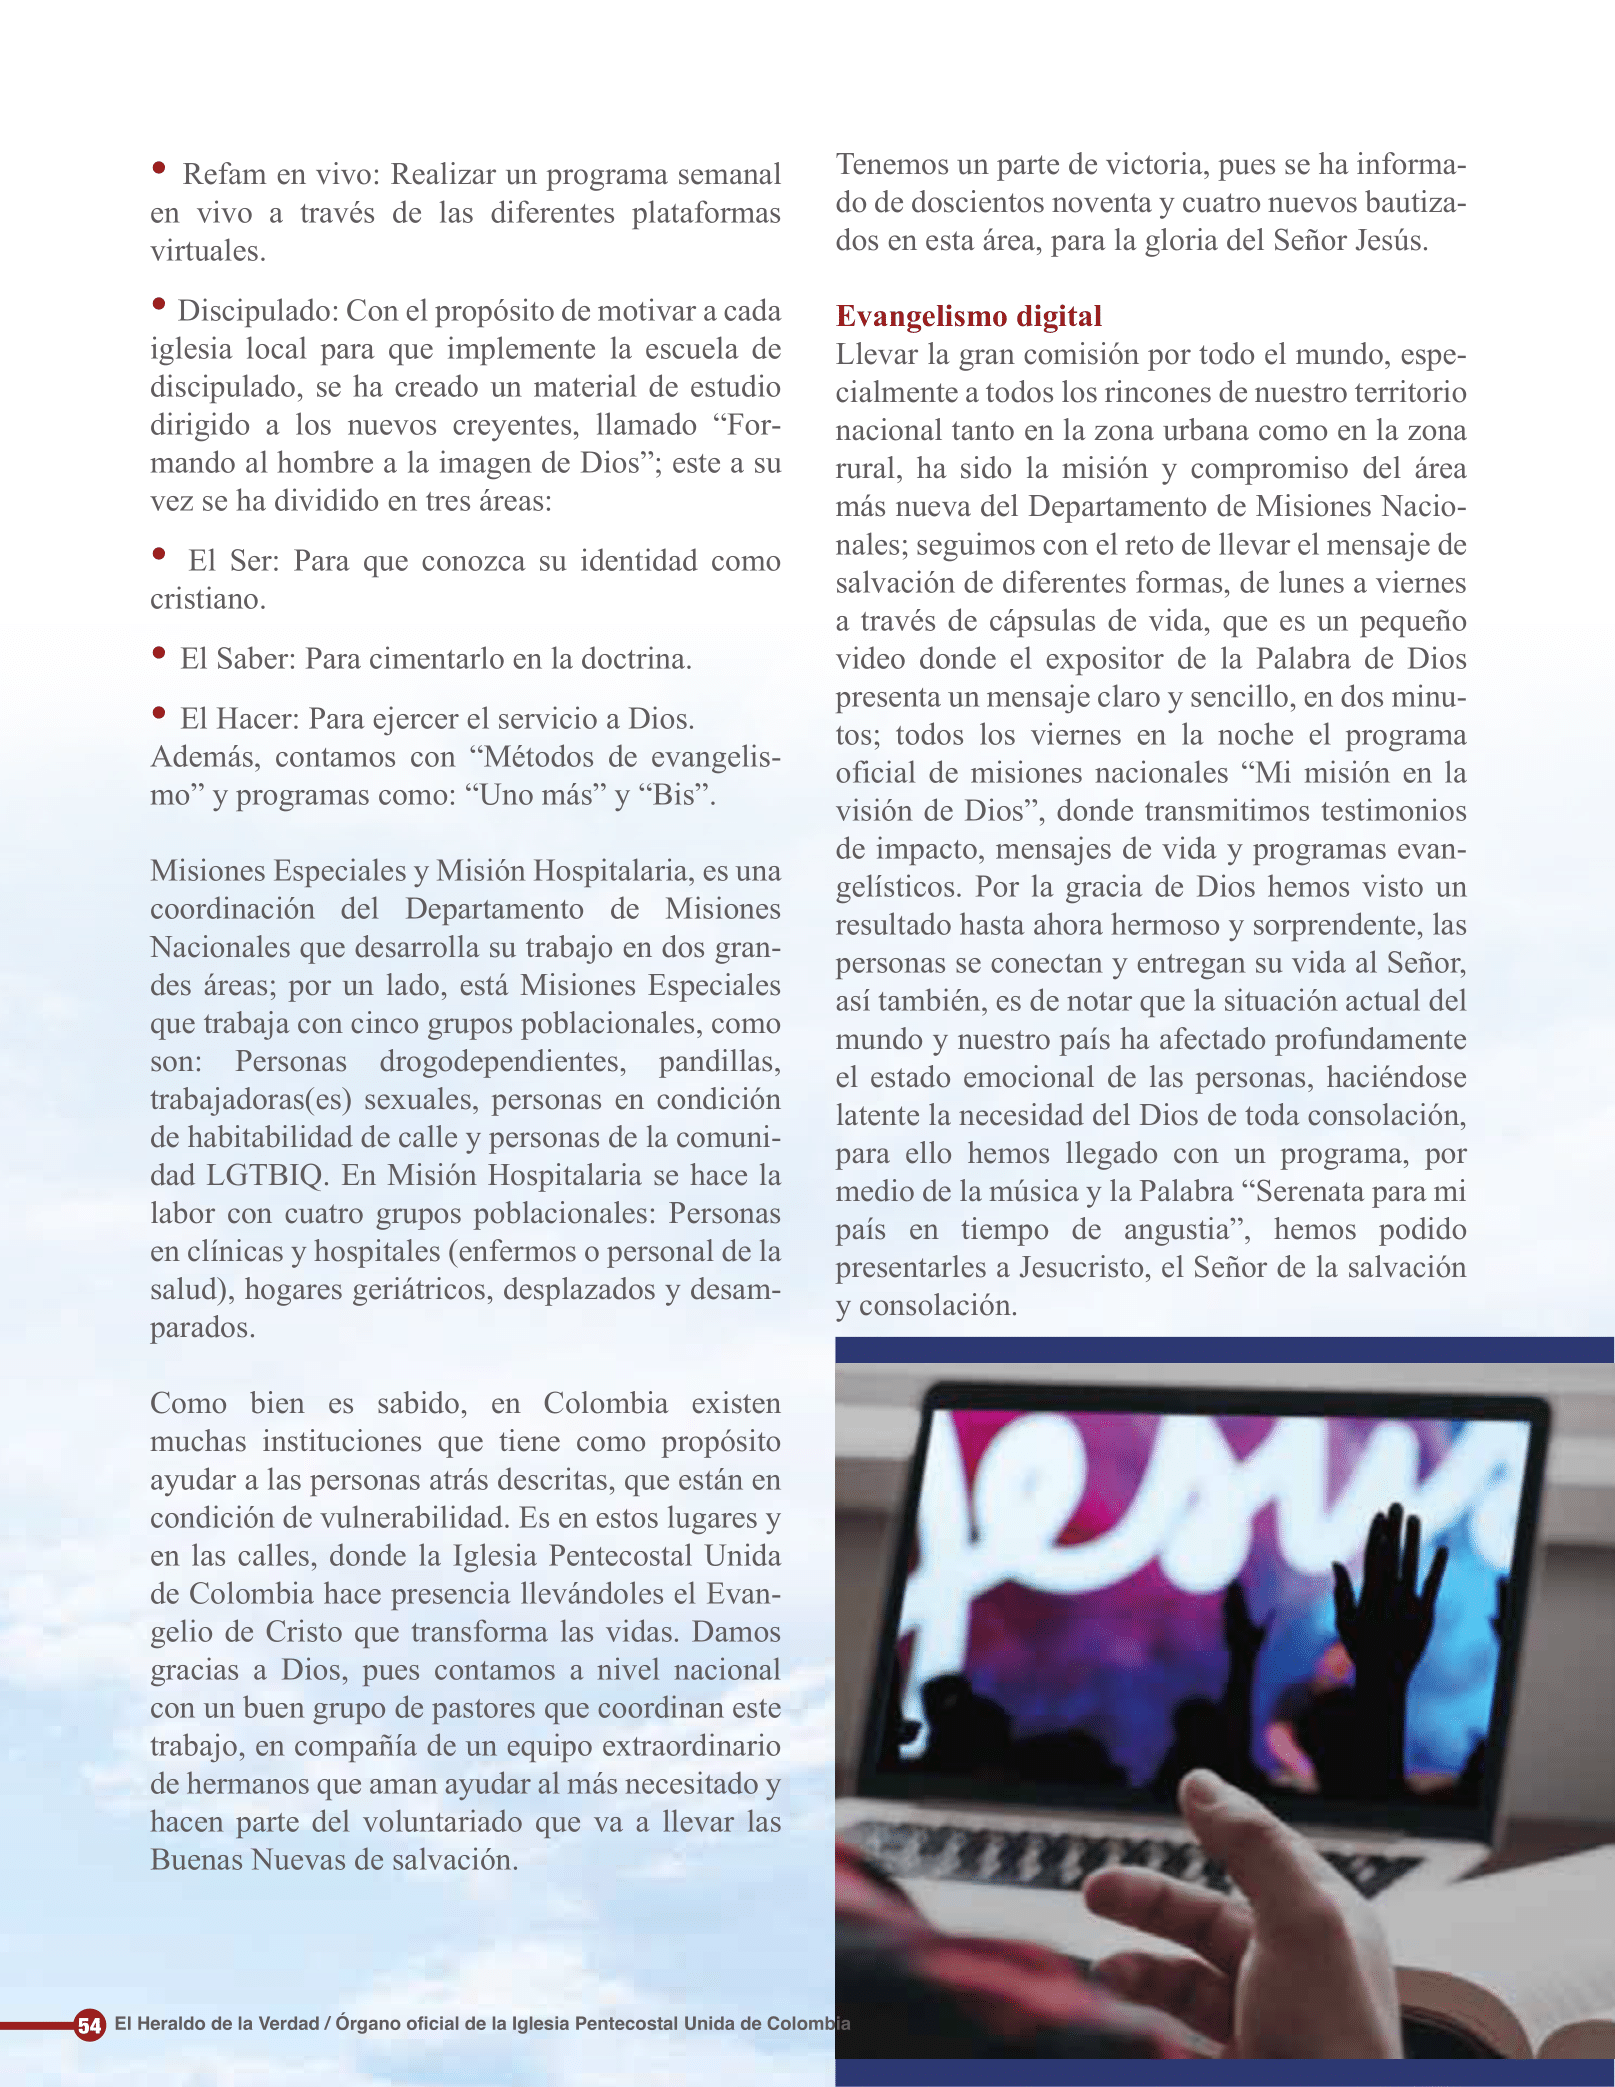 • Refam en vivo: Realizar un programa semanal
en vivo a través de las diferentes plataformas
virtuales.
• Discipulado: Con el propósito de motivar a cada
iglesia local para que implemente la escuela de
discipulado, se ha creado un material de estudio
dirigido a los nuevos creyentes, llamado “For-
mando al hombre a la imagen de Dios”; este a su
vez se ha dividido en tres áreas:
• El Ser: Para que conozca su identidad como
cristiano.
• El Saber: Para cimentarlo en la doctrina.
• El Hacer: Para ejercer el servicio a Dios.
Además, contamos con “Métodos de evangelis-
mo” y programas como: “Uno más” y “Bis”.
Misiones Especiales y Misión Hospitalaria, es una
coordinación del Departamento de Misiones
Nacionales que desarrolla su trabajo en dos gran-
des áreas; por un lado, está Misiones Especiales
que trabaja con cinco grupos poblacionales, como
son: Personas drogodependientes, pandillas,
trabajadoras(es) sexuales, personas en condición
de habitabilidad de calle y personas de la comuni-
dad LGTBIQ. En Misión Hospitalaria se hace la
labor con cuatro grupos poblacionales: Personas
en clínicas y hospitales (enfermos o personal de la
salud), hogares geriátricos, desplazados y desam-
parados.
Como bien es sabido, en Colombia existen
muchas instituciones que tiene como propósito
ayudar a las personas atrás descritas, que están en
condición de vulnerabilidad. Es en estos lugares y
en las calles, donde la Iglesia Pentecostal Unida
de Colombia hace presencia llevándoles el Evan-
gelio de Cristo que transforma las vidas. Damos
gracias a Dios, pues contamos a nivel nacional
con un buen grupo de pastores que coordinan este
trabajo, en compañía de un equipo extraordinario
de hermanos que aman ayudar al más necesitado y
hacen parte del voluntariado que va a llevar las
Buenas Nuevas de salvación.
Tenemos un parte de victoria, pues se ha informa-
do de doscientos noventa y cuatro nuevos bautiza-
dos en esta área, para la gloria del Señor Jesús.
Evangelismo digital
Llevar la gran comisión por todo el mundo, espe-
cialmente a todos los rincones de nuestro territorio
nacional tanto en la zona urbana como en la zona
rural, ha sido la misión y compromiso del área
más nueva del Departamento de Misiones Nacio-
nales; seguimos con el reto de llevar el mensaje de
salvación de diferentes formas, de lunes a viernes
a través de cápsulas de vida, que es un pequeño
video donde el expositor de la Palabra de Dios
presenta un mensaje claro y sencillo, en dos minu-
tos; todos los viernes en la noche el programa
oficial de misiones nacionales “Mi misión en la
visión de Dios”, donde transmitimos testimonios
de impacto, mensajes de vida y programas evan-
gelísticos. Por la gracia de Dios hemos visto un
resultado hasta ahora hermoso y sorprendente, las
personas se conectan y entregan su vida al Señor,
así también, es de notar que la situación actual del
mundo y nuestro país ha afectado profundamente
el estado emocional de las personas, haciéndose
latente la necesidad del Dios de toda consolación,
para ello hemos llegado con un programa, por
medio de la música y la Palabra “Serenata para mi
país en tiempo de angustia”, hemos podido
presentarles a Jesucristo, el Señor de la salvación
y consolación.
Jesus
54 El Heraldo de la Verdad / Órgano oficial de la Iglesia Pentecostal Unida de Colombia